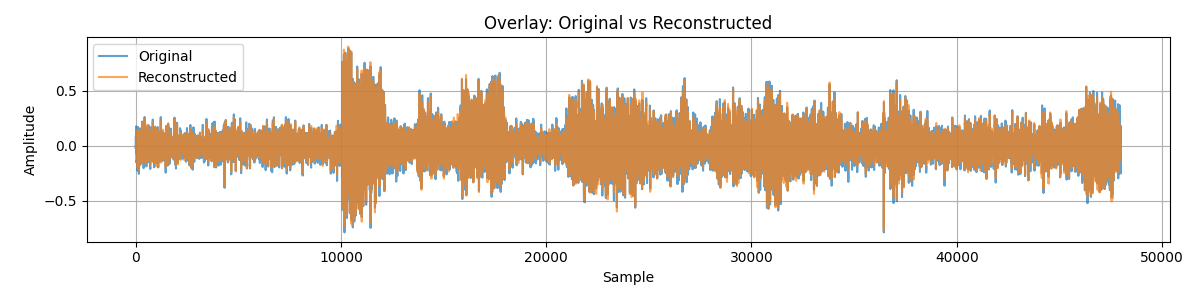 Overlay: Original vs Reconstructed
Original
Reconstructed
Amplitude
0.5
0.0
−0.5
0 10000 20000 30000 40000 50000
Sample